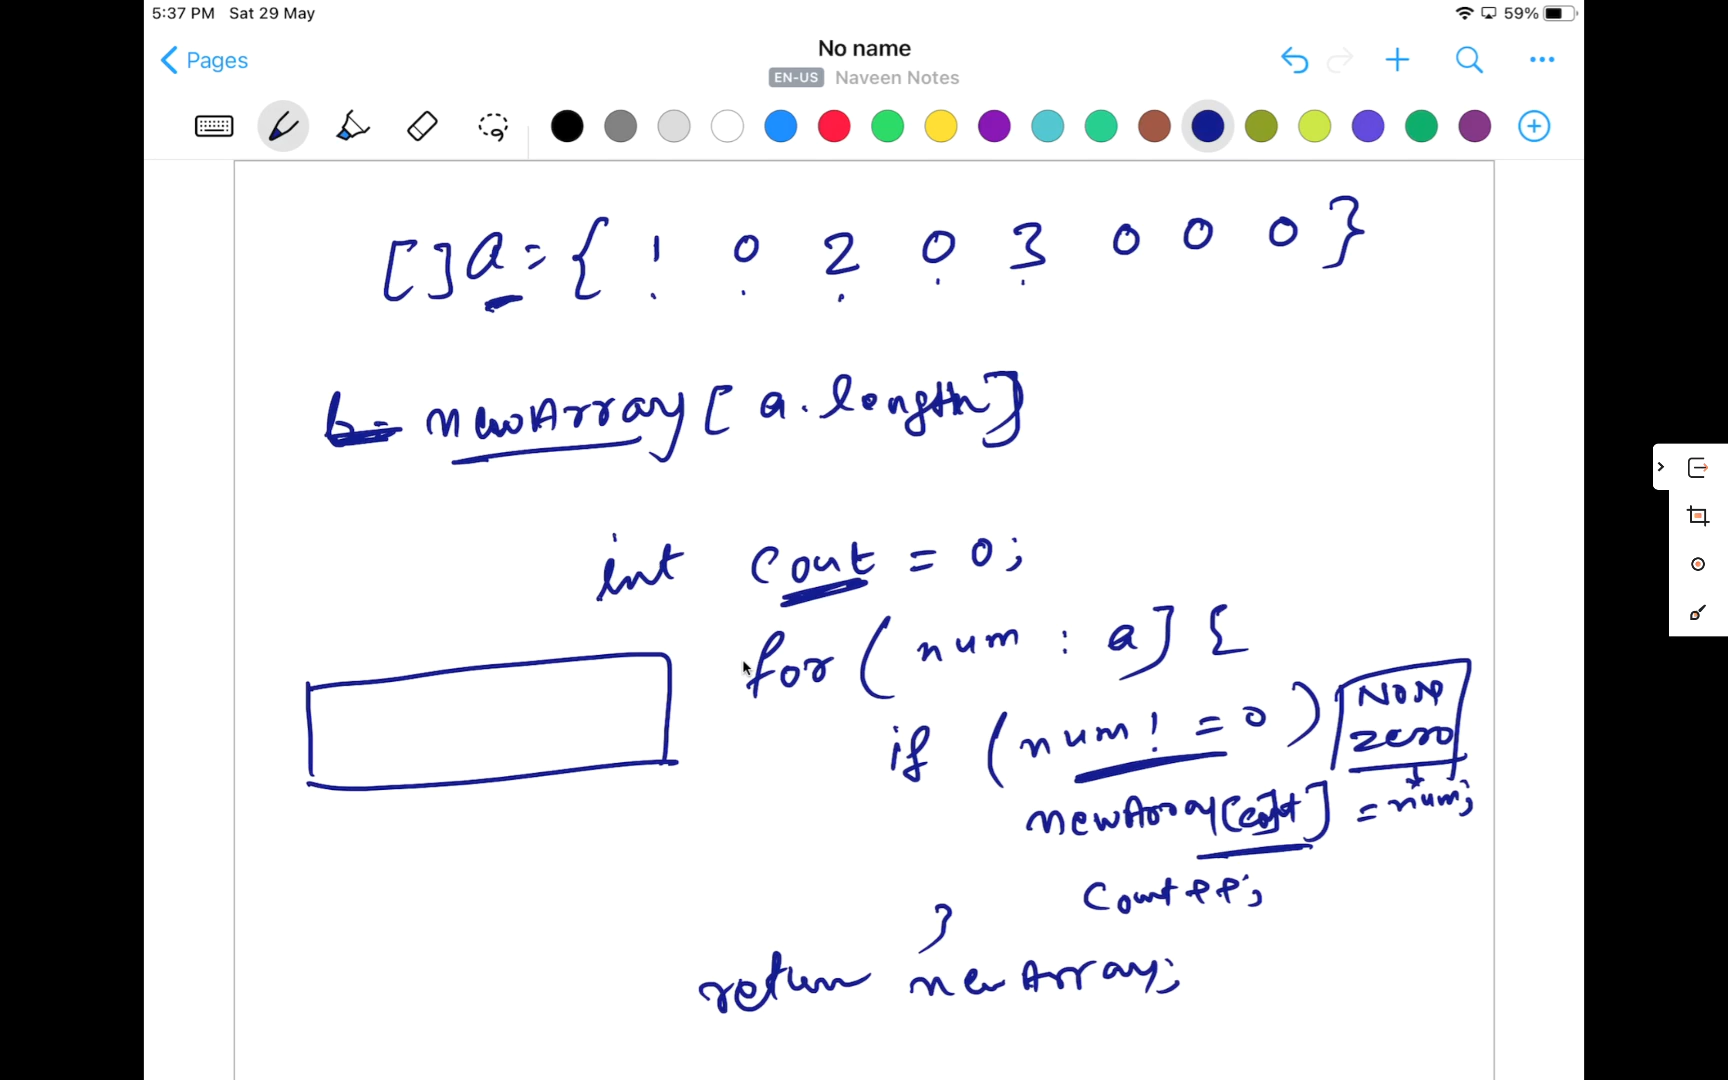 5:37 PM Sat 29 May 59%
Pages
No name
EN-US Naveen Notes
[]a = { 1 0 2 0 3 0 0 0 }
b = newArray[a.length]
int cout = 0;
for ( num : a] {
if ( num! = 0 ) Non zero
newArray[] = num;
Count++;
}
return newArray;